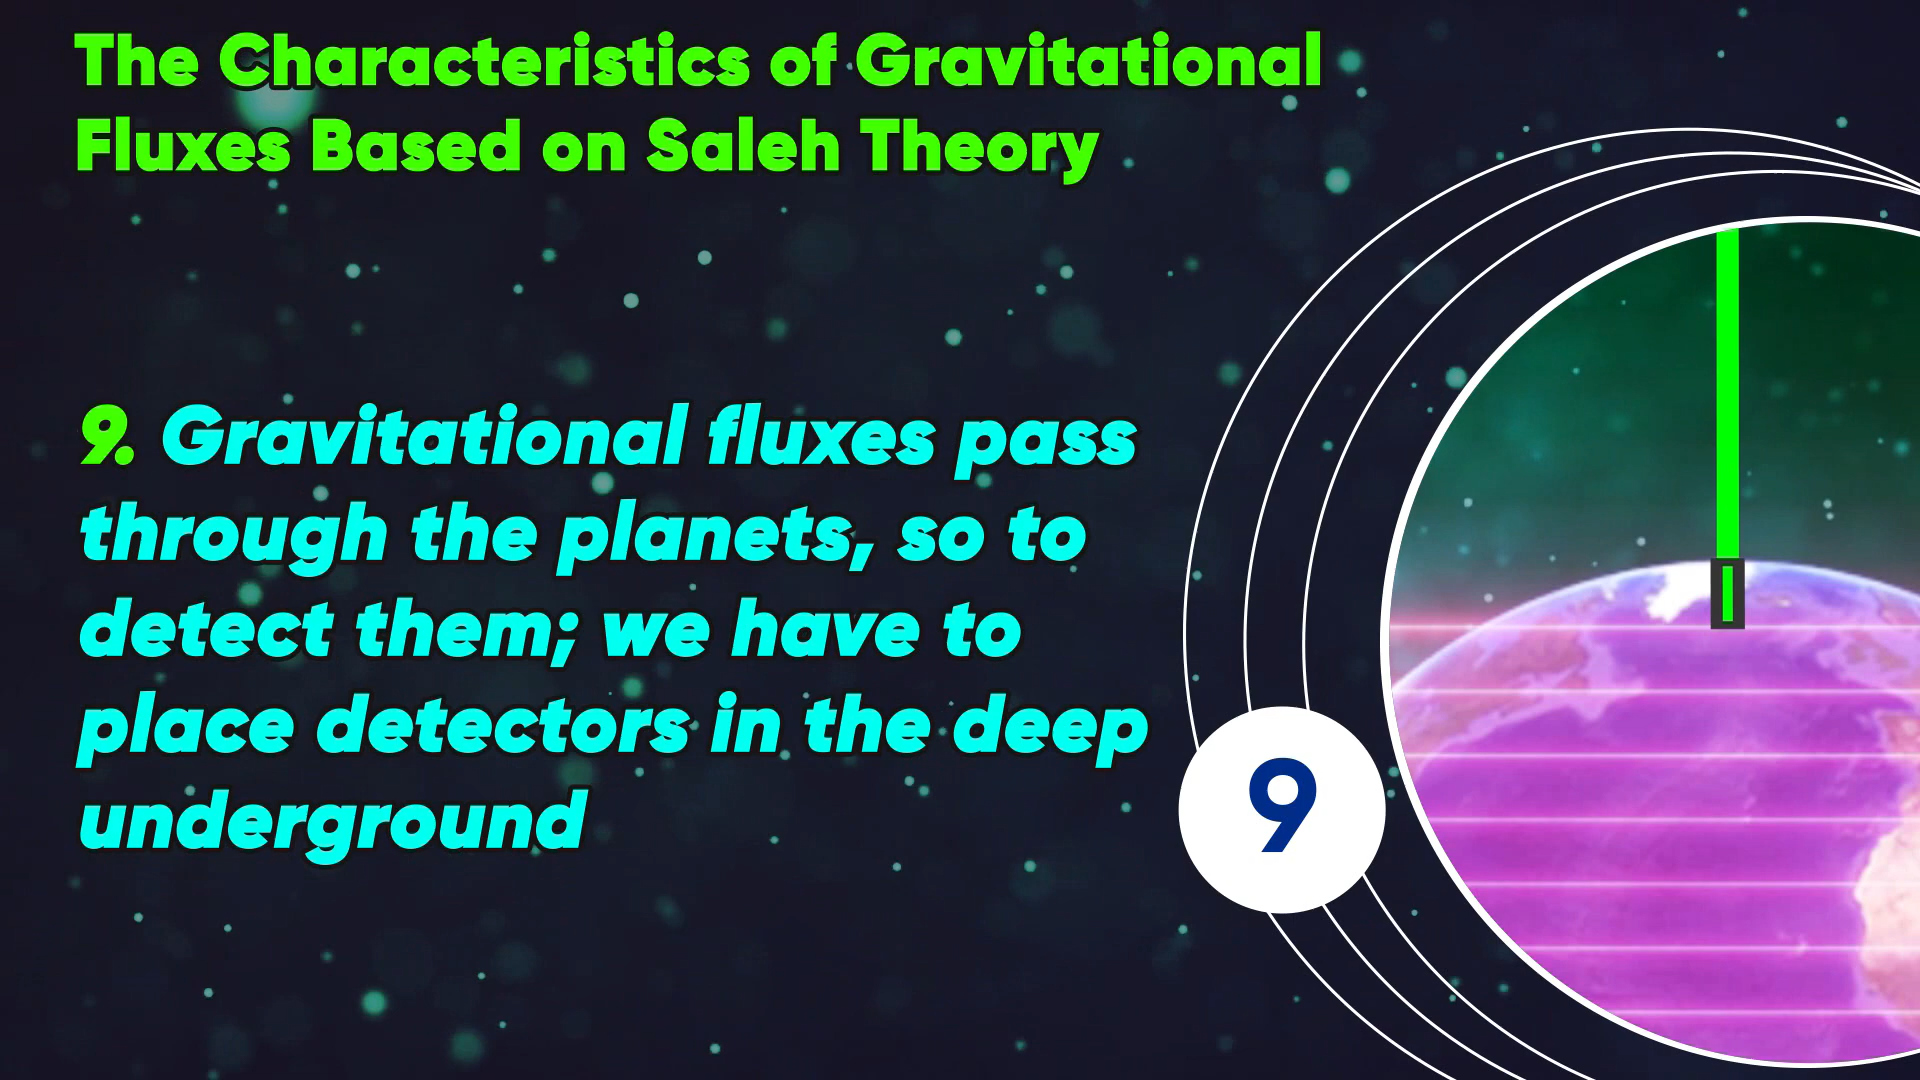 The Characteristics of Gravitational
Fluxes Based on Saleh Theory
9. Gravitational fluxes pass
through the planets, so to
detect them; we have to
place detectors in the deep
underground
9